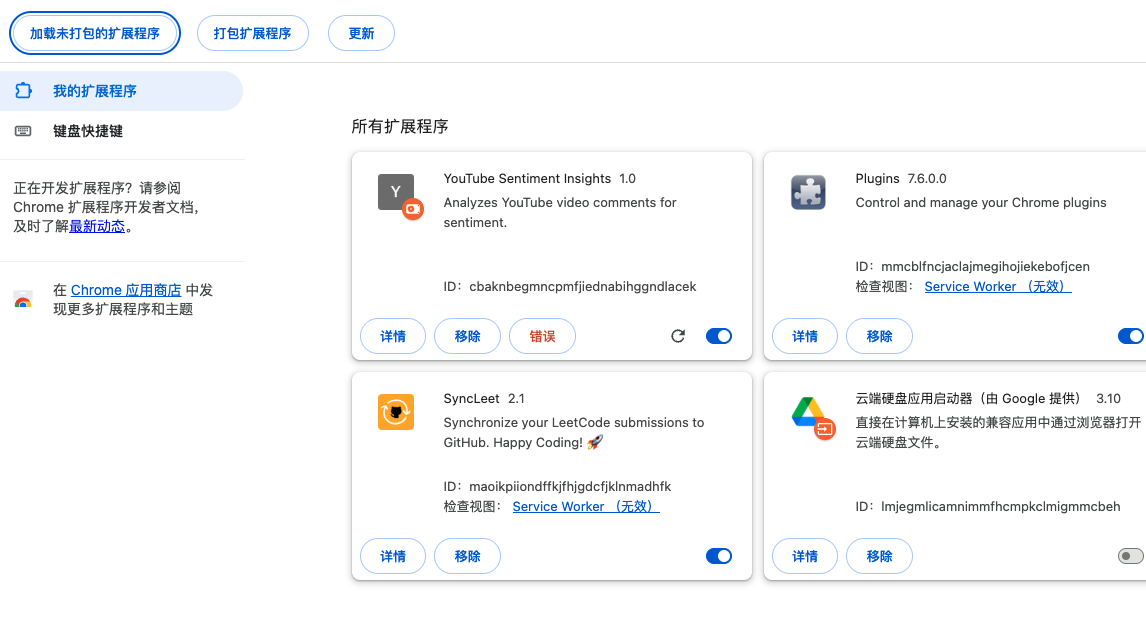 加载未打包的扩展程序
打包扩展程序
更新
我的扩展程序
键盘快捷键
正在开发扩展程序？请参阅
Chrome 扩展程序开发者文档，
及时了解最新动态。
在 Chrome 应用商店 中发
现更多扩展程序和主题
所有扩展程序
Y
YouTube Sentiment Insights 1.0
Analyzes YouTube video comments for
sentiment.
ID： cbaknbegmncpmfjiednabihggndlacek
详情
移除
错误
Plugins 7.6.0.0
Control and manage your Chrome plugins
ID： mmcblfncjaclajmegihojiekebofjcen
检查视图： Service Worker （无效）
详情
移除
SyncLeet 2.1
Synchronize your LeetCode submissions to
GitHub. Happy Coding! 🚀
ID： maoikpiiondffkjfhjgdcfjklnmadhfk
检查视图： Service Worker （无效）
详情
移除
云端硬盘应用启动器（由 Google 提供） 3.10
直接在计算机上安装的兼容应用中通过浏览器打开
云端硬盘文件。
ID： lmjegmlicamnimmfhcmpkclmigmmcbeh
详情
移除